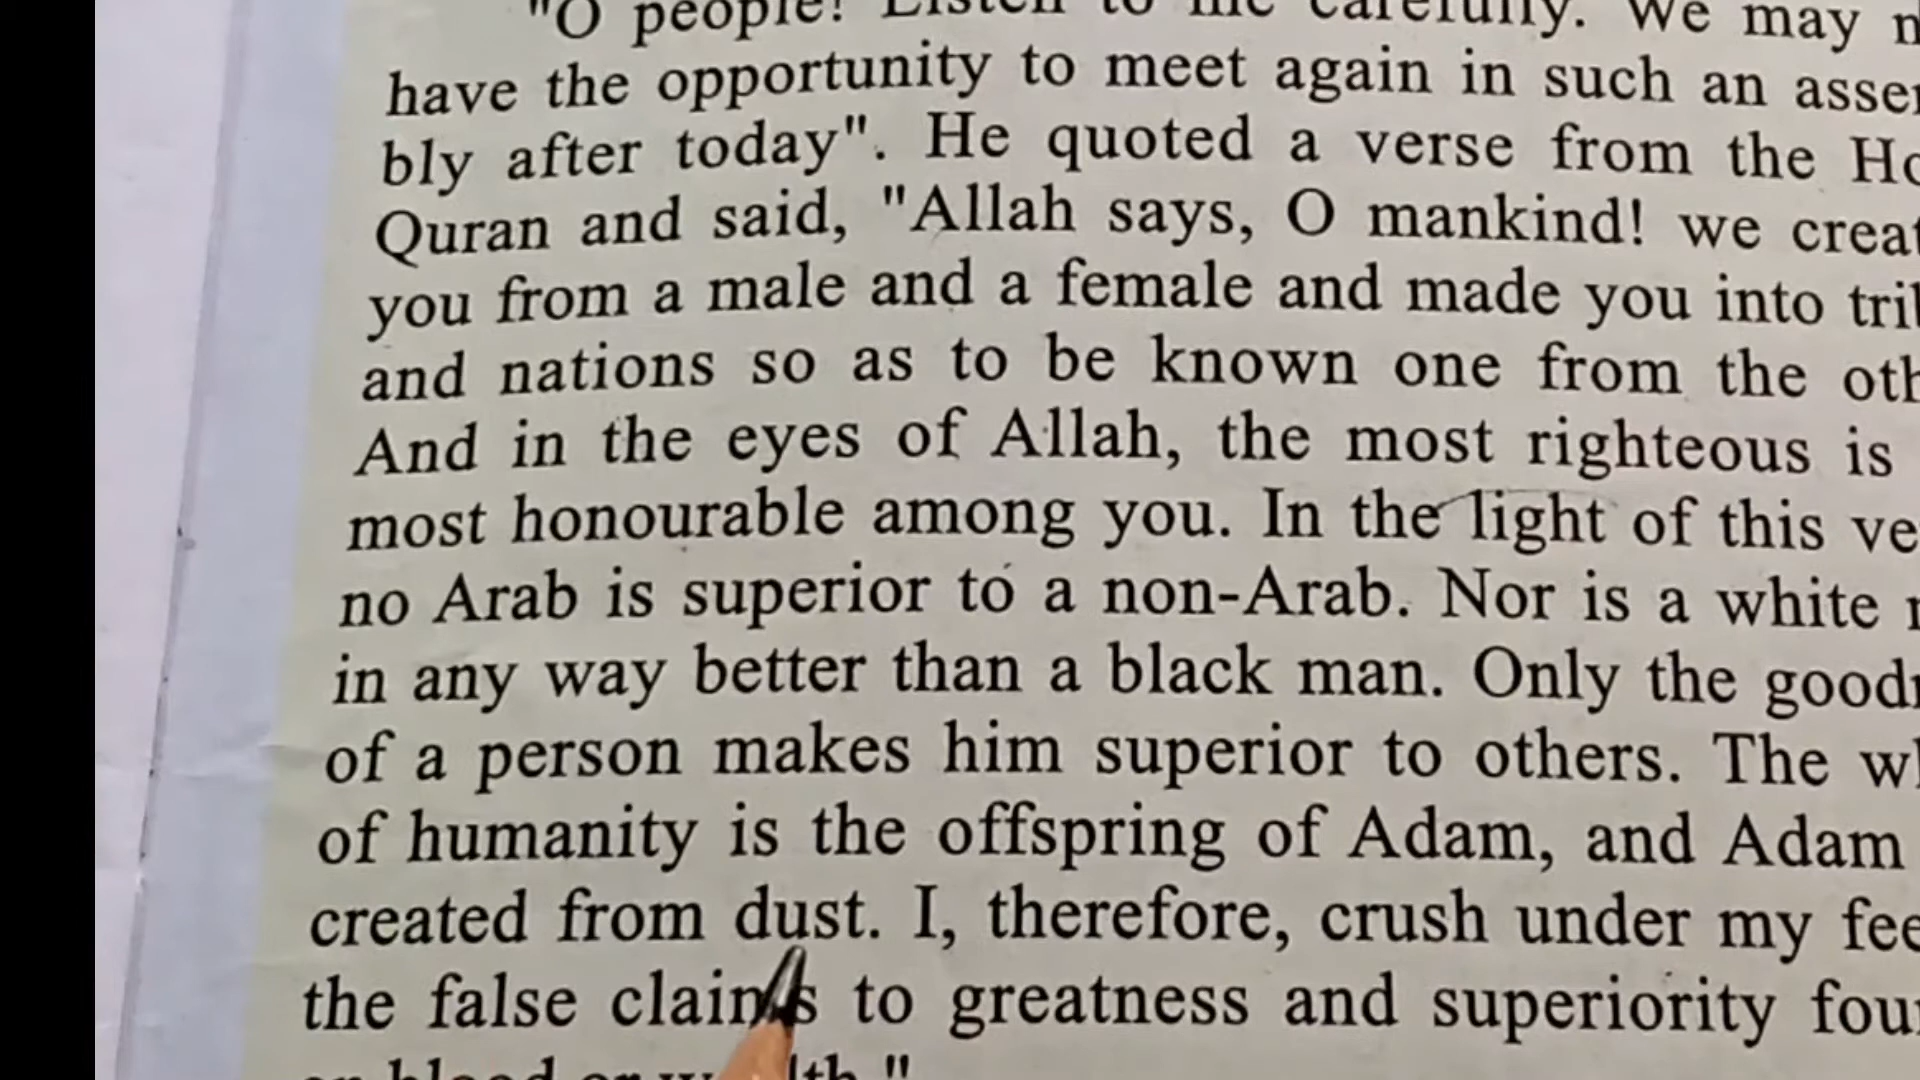 "O people! Listen to me carefully. We may
have the opportunity to meet again in such an
bly after today". He quoted a verse from the
Quran and said, "Allah says, O mankind! we
you from a male and a female and made you into
and nations so as to be known one from the
And in the eyes of Allah, the most righteous is
most honourable among you. In the light of this
no Arab is superior to a non-Arab. Nor is a white
in any way better than a black man. Only the
of a person makes him superior to others. The
of humanity is the offspring of Adam, and Adam
created from dust. I, therefore, crush under my
the false claims to greatness and superiority
blood or